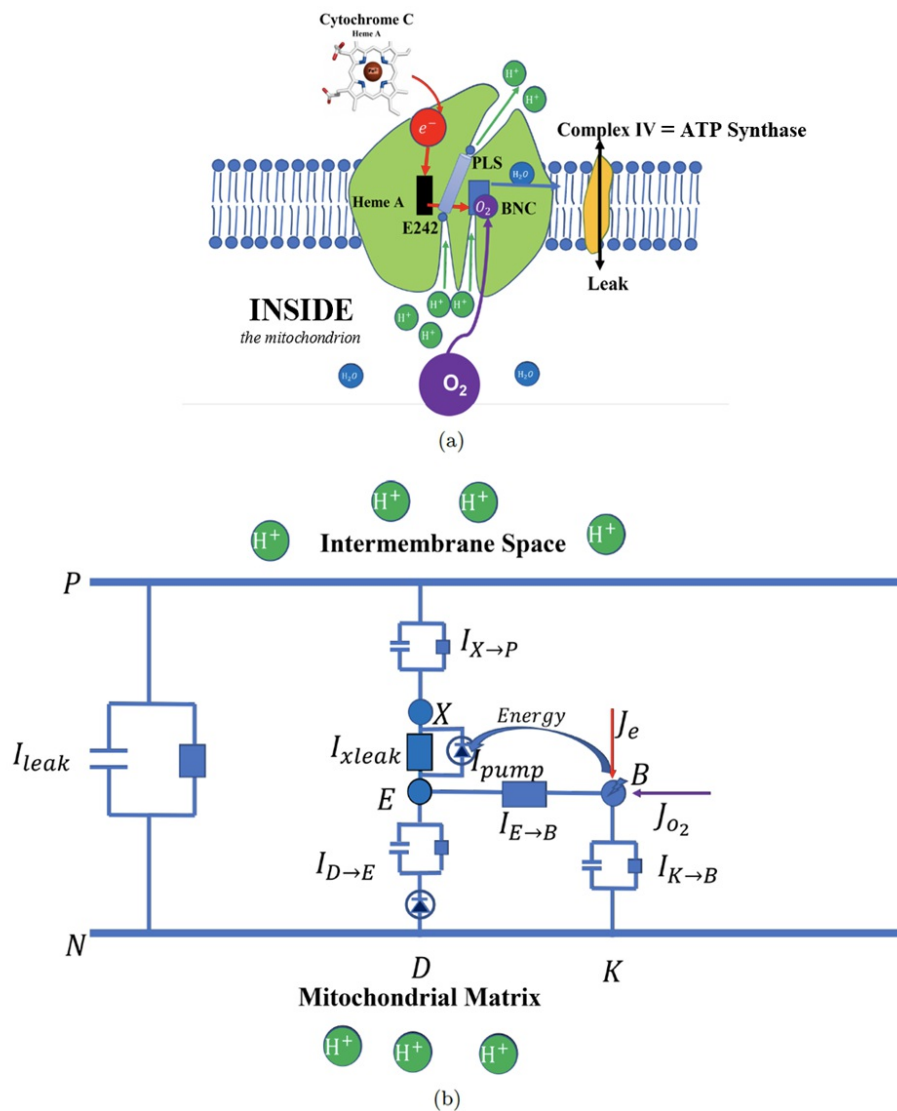 Cytochrome C
Heme A
e⁻
H⁺
H⁺
Complex IV = ATP Synthase
PLS
H₂O
Heme A
O₂
BNC
E242
Leak
H⁺
H⁺
H⁺
H⁺
H⁺
INSIDE
the mitochondrion
H₂O
O₂
H₂O
(a)
H⁺
H⁺
H⁺
H⁺
Intermembrane Space
P
I_{X→P}
X
Energy
J_e
I_{leak}
I_{xleak}
I_{pump}
B
E
J_{O₂}
I_{E→B}
I_{D→E}
I_{K→B}
N
D
K
Mitochondrial Matrix
H⁺
H⁺
H⁺
(b)